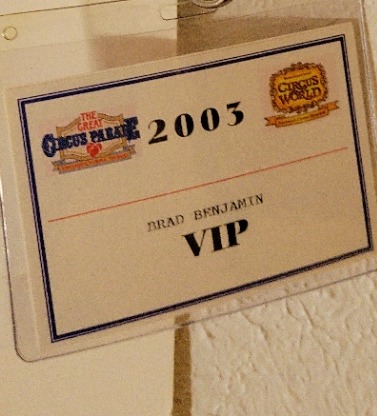 THE
GREAT
CIRCUS PARADE
2003
CIRCUS
WORLD
BRAD BENJAMIN
VIP